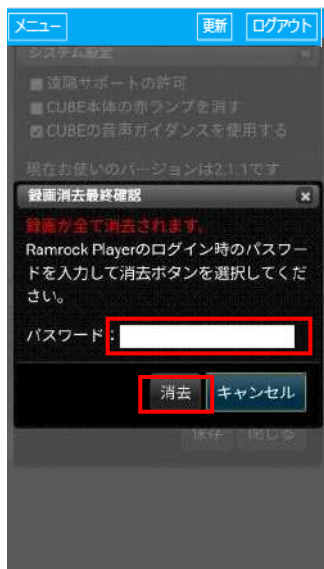 メニュー 更新 ログアウト
システム設定
遠隔サポートの許可
CUBE本体の赤ランプを消す
CUBEの音声ガイダンスを使用する
現在お使いのバージョンは2.1.1です
録画消去最終確認
録画が全て消去されます。
Ramrock Playerのログイン時のパスワー
ドを入力して消去ボタンを選択してくだ
さい。
パスワード：
消去 キャンセル
保存 閉じる